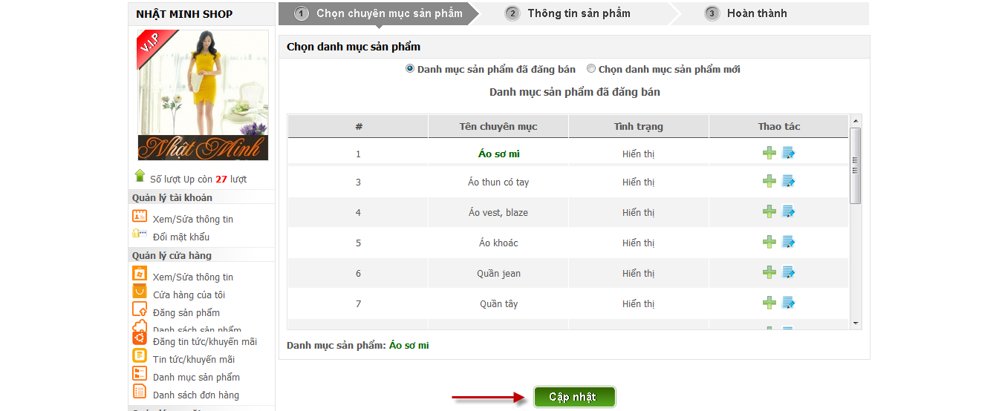 NHẬT MINH SHOP
V.I.P
Nhật Minh
Số lượt Up còn 27 lượt
Quản lý tài khoản
Xem/Sửa thông tin
Đổi mật khẩu
Quản lý cửa hàng
Xem/Sửa thông tin
Cửa hàng của tôi
Đăng sản phẩm
Danh sách sản phẩm
Đăng tin tức/khuyến mãi
Tin tức/khuyến mãi
Danh mục sản phẩm
Danh sách đơn hàng
1 Chọn chuyên mục sản phẩm 2 Thông tin sản phẩm 3 Hoàn thành
Chọn danh mục sản phẩm
Danh mục sản phẩm đã đăng bán Chọn danh mục sản phẩm mới
Danh mục sản phẩm đã đăng bán
# Tên chuyên mục Tình trạng Thao tác
1 Áo sơ mi Hiển thị
3 Áo thun có tay Hiển thị
4 Áo vest, blaze Hiển thị
5 Áo khoác Hiển thị
6 Quần jean Hiển thị
7 Quần tây Hiển thị
Danh mục sản phẩm: Áo sơ mi
Cập nhật